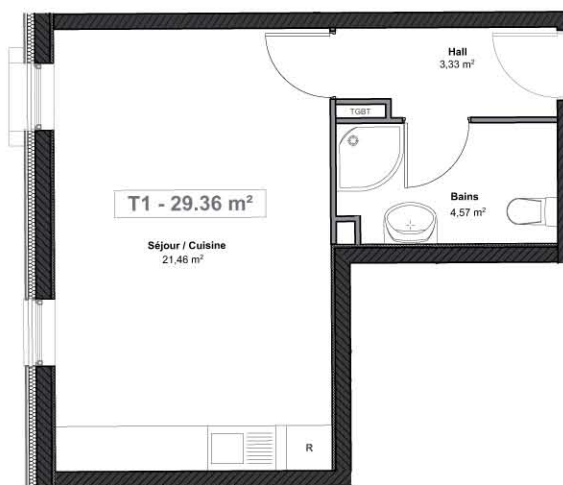 Hall
3,33 m²
TGBT
Bains
4,57 m²
T1 - 29.36 m²
Séjour / Cuisine
21,46 m²
R